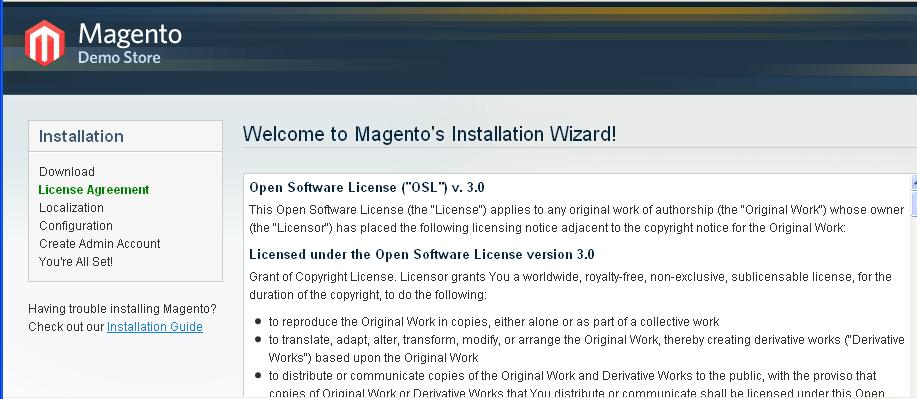 Magento
Demo Store
Installation
Download
License Agreement
Localization
Configuration
Create Admin Account
You're All Set!
Having trouble installing Magento?
Check out our Installation Guide
Welcome to Magento's Installation Wizard!
Open Software License ("OSL") v. 3.0
This Open Software License (the "License") applies to any original work of authorship (the "Original Work") whose owner
(the "Licensor") has placed the following licensing notice adjacent to the copyright notice for the Original Work:
Licensed under the Open Software License version 3.0
Grant of Copyright License. Licensor grants You a worldwide, royalty-free, non-exclusive, sublicensable license, for the
duration of the copyright, to do the following:
• to reproduce the Original Work in copies, either alone or as part of a collective work
• to translate, adapt, alter, transform, modify, or arrange the Original Work, thereby creating derivative works ("Derivative
Works") based upon the Original Work
• to distribute or communicate copies of the Original Work and Derivative Works to the public, with the proviso that
copies of Original Work or Derivative Works that You distribute or communicate shall be licensed under this Open